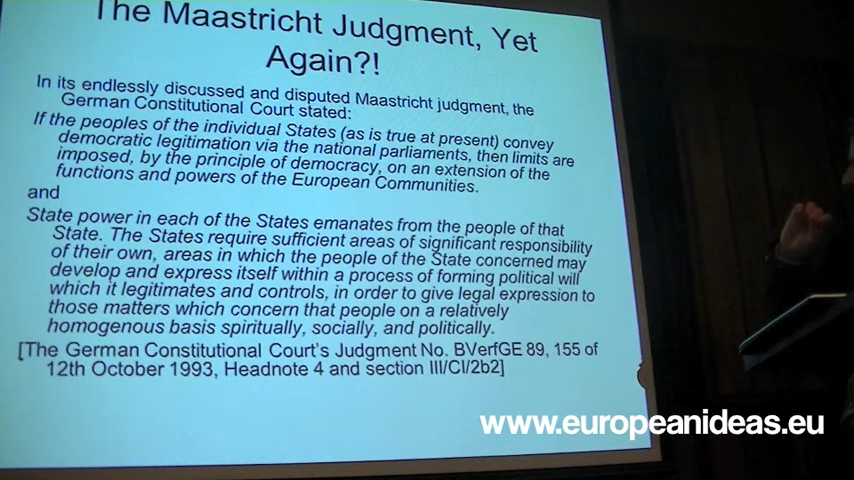 The Maastricht Judgment, Yet
Again?!
In its endlessly discussed and disputed Maastricht judgment, the
German Constitutional Court stated:
If the peoples of the individual States (as is true at present) convey
democratic legitimation via the national parliaments, then limits are
imposed, by the principle of democracy, on an extension of the
functions and powers of the European Communities.
and
State power in each of the States emanates from the people of that
State. The States require sufficient areas of significant responsibility
of their own, areas in which the people of the State concerned may
develop and express itself within a process of forming political will
which it legitimates and controls, in order to give legal expression to
those matters which concern that people on a relatively
homogenous basis spiritually, socially, and politically.
[The German Constitutional Court's Judgment No. BVerfGE 89, 155 of
12th October 1993, Headnote 4 and section III/CI/2b2]
www.europeanideas.eu